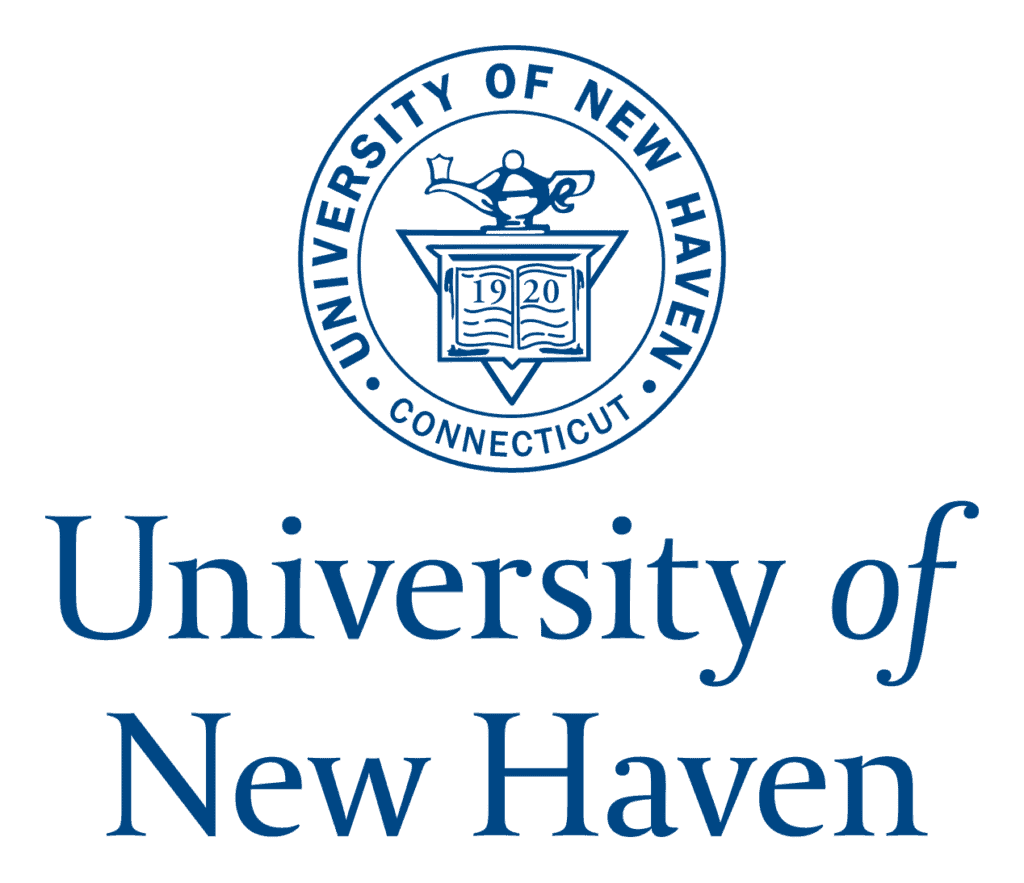 UNIVERSITY OF NEW HAVEN
19 20
• CONNECTICUT •
University of
New Haven